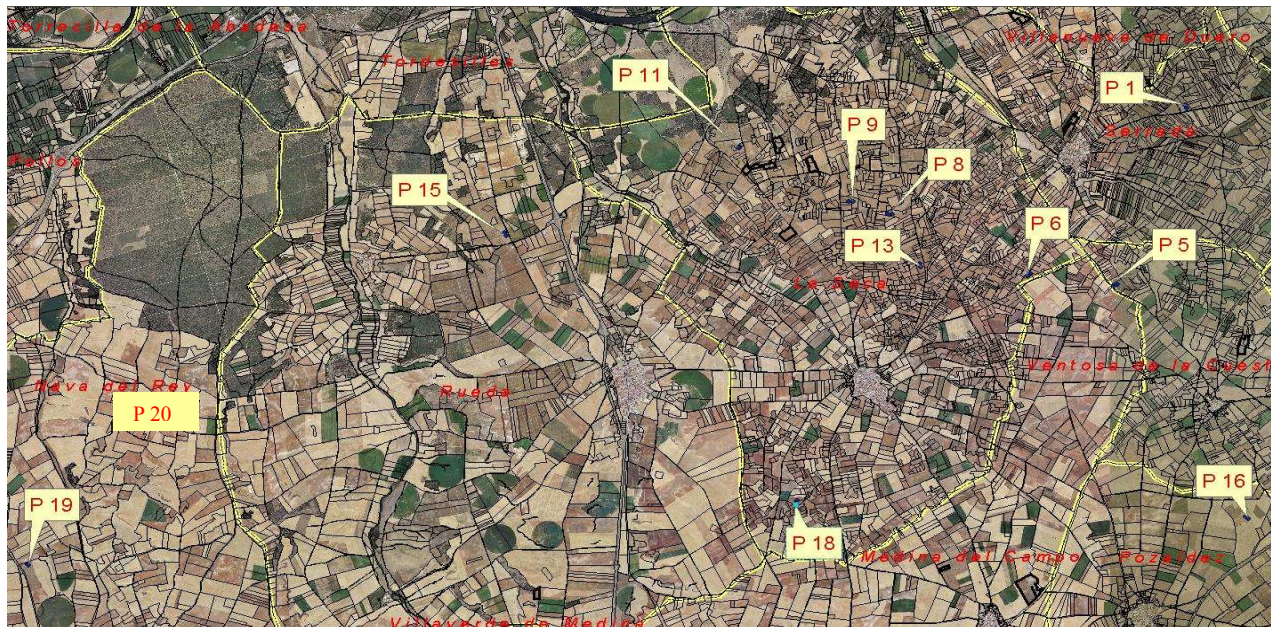 Torrecilla de la Abadesa
Villanueva de Duero
Tordesillas
P 11
P 1
P 9
Serrada
Pollos
P 8
P 15
P 13
P 6
P 5
La Seca
Ventosa de la Cuest
Nava del Rey
Rueda
P 20
P 16
P 19
P 18
Medina del Campo
Pozaldez
Villaverde de Medina